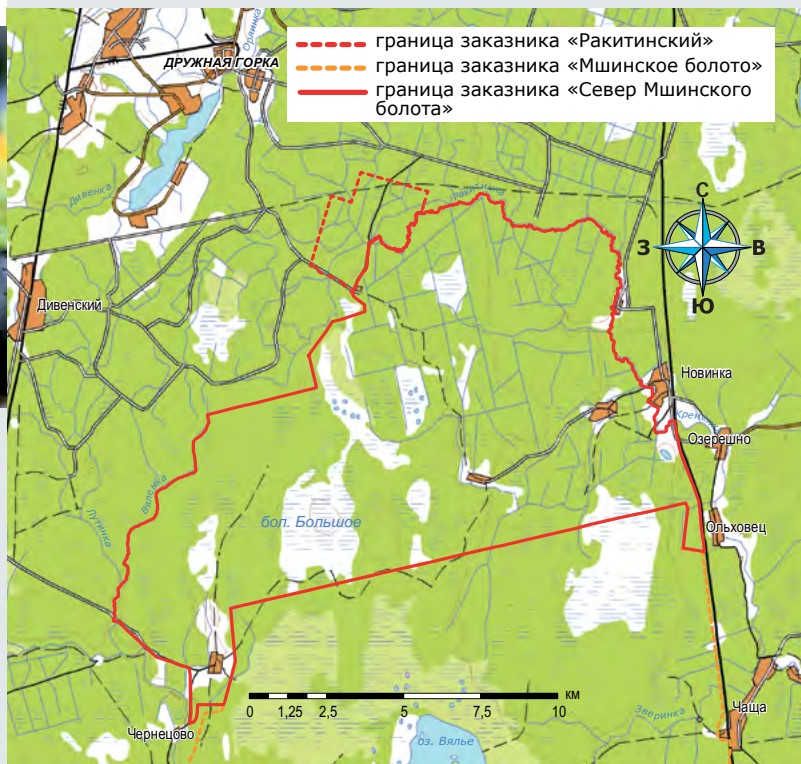 граница заказника «Ракитинский»
граница заказника «Мшинское болото»
граница заказника «Север Мшинского
болота»
Орлинка
ДРУЖНАЯ ГОРКА
Дивенка
Ракитинка
С
З
В
Ю
Дивенский
Новинка
Кременка
Озерешно
Вяленка
Лутинка
бол. Большое
Ольховец
км
0
1,25
2,5
5
7,5
10
Зверинка
Чаща
Чернецово
оз. Вялье